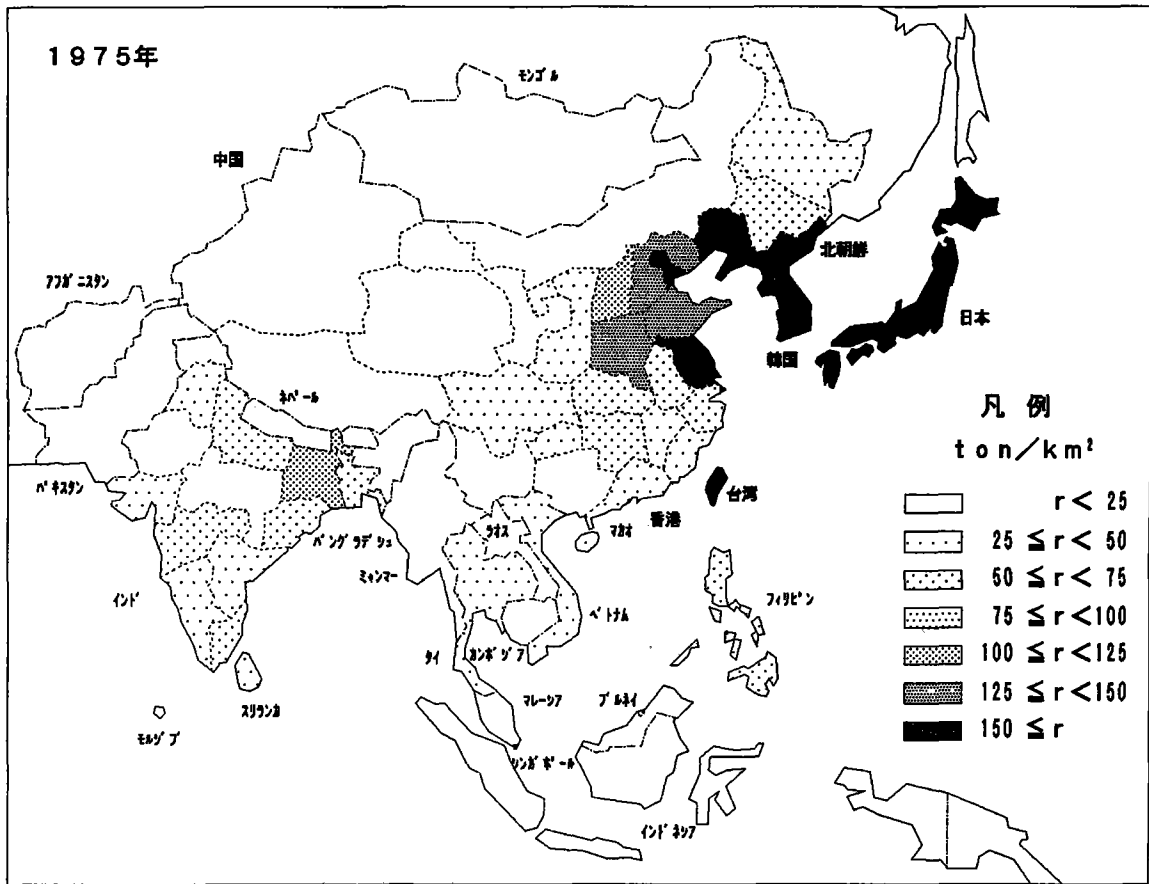 1975年
モンゴル
中国
アフガニスタン
北朝鮮
日本
韓国
ネパール
パキスタン
台湾
香港
マカオ
ラオス
バングラデシュ
ミャンマー
インド
ベトナム
フィリピン
タイ
カンボジア
スリランカ
マレーシア
ブルネイ
モルジブ
シンガポール
インドネシア
凡 例
ton/km²
r < 25
25 ≦ r < 50
50 ≦ r < 75
75 ≦ r < 100
100 ≦ r < 125
125 ≦ r < 150
150 ≦ r